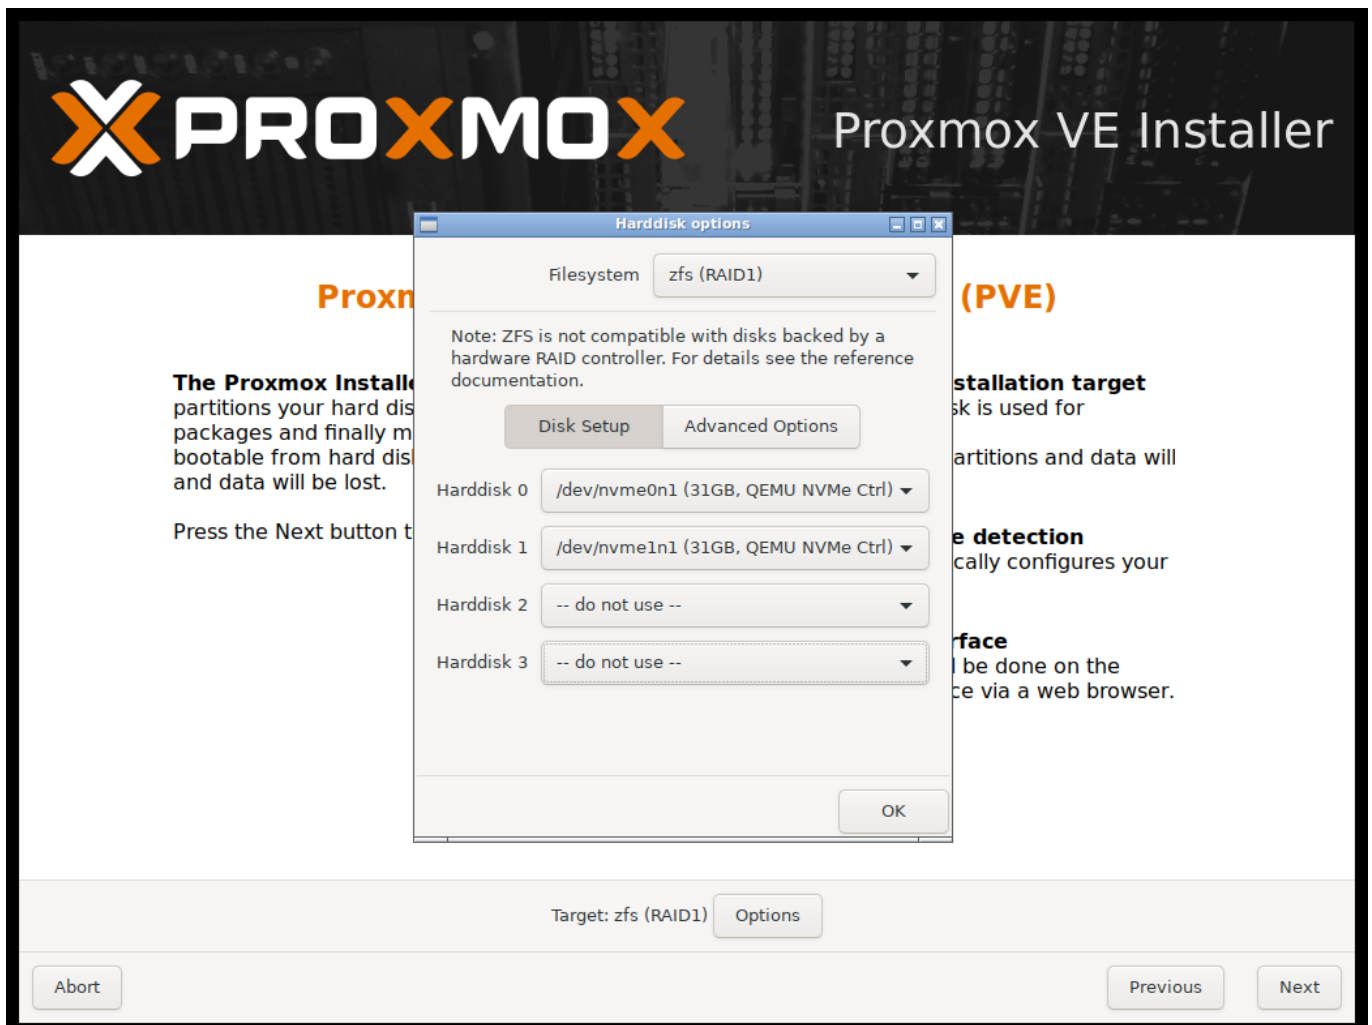 PROXMOX
Proxmox VE Installer
Harddisk options
Filesystem zfs (RAID1)
Proxm
(PVE)
Note: ZFS is not compatible with disks backed by a
hardware RAID controller. For details see the reference
documentation.
Disk Setup Advanced Options
The Proxmox Installe
partitions your hard dis
packages and finally m
bootable from hard dis
and data will be lost.
Press the Next button t
Harddisk 0 /dev/nvme0n1 (31GB, QEMU NVMe Ctrl)
Harddisk 1 /dev/nvme1n1 (31GB, QEMU NVMe Ctrl)
Harddisk 2 -- do not use --
Harddisk 3 -- do not use --
OK
stallation target
sk is used for
artitions and data will
e detection
cally configures your
rface
l be done on the
ce via a web browser.
Target: zfs (RAID1) Options
Abort Previous Next